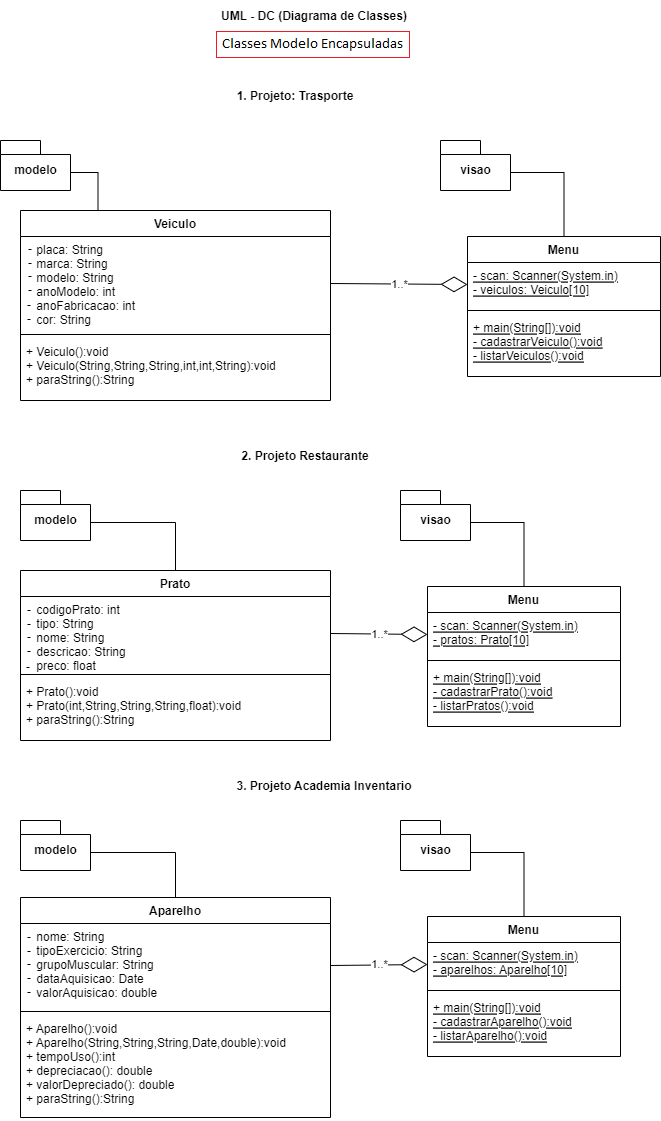 UML - DC (Diagrama de Classes)
Classes Modelo Encapsuladas
1. Projeto: Trasporte
modelo
visao
Veiculo
- placa: String
- marca: String
- modelo: String
- anoModelo: int
- anoFabricacao: int
- cor: String
+ Veiculo():void
+ Veiculo(String,String,String,int,int,String):void
+ paraString():String
1..*
Menu
- scan: Scanner(System.in)
- veiculos: Veiculo[10]
+ main(String[]):void
- cadastrarVeiculo():void
- listarVeiculos():void
2. Projeto Restaurante
modelo
visao
Prato
- codigoPrato: int
- tipo: String
- nome: String
- descricao: String
- preco: float
+ Prato():void
+ Prato(int,String,String,String,float):void
+ paraString():String
1..*
Menu
- scan: Scanner(System.in)
- pratos: Prato[10]
+ main(String[]):void
- cadastrarPrato():void
- listarPratos():void
3. Projeto Academia Inventario
modelo
visao
Aparelho
- nome: String
- tipoExercicio: String
- grupoMuscular: String
- dataAquisicao: Date
- valorAquisicao: double
+ Aparelho():void
+ Aparelho(String,String,String,Date,double):void
+ tempoUso():int
+ depreciacao(): double
+ valorDepreciado(): double
+ paraString():String
1..*
Menu
- scan: Scanner(System.in)
- aparelhos: Aparelho[10]
+ main(String[]):void
- cadastrarAparelho():void
- listarAparelho():void